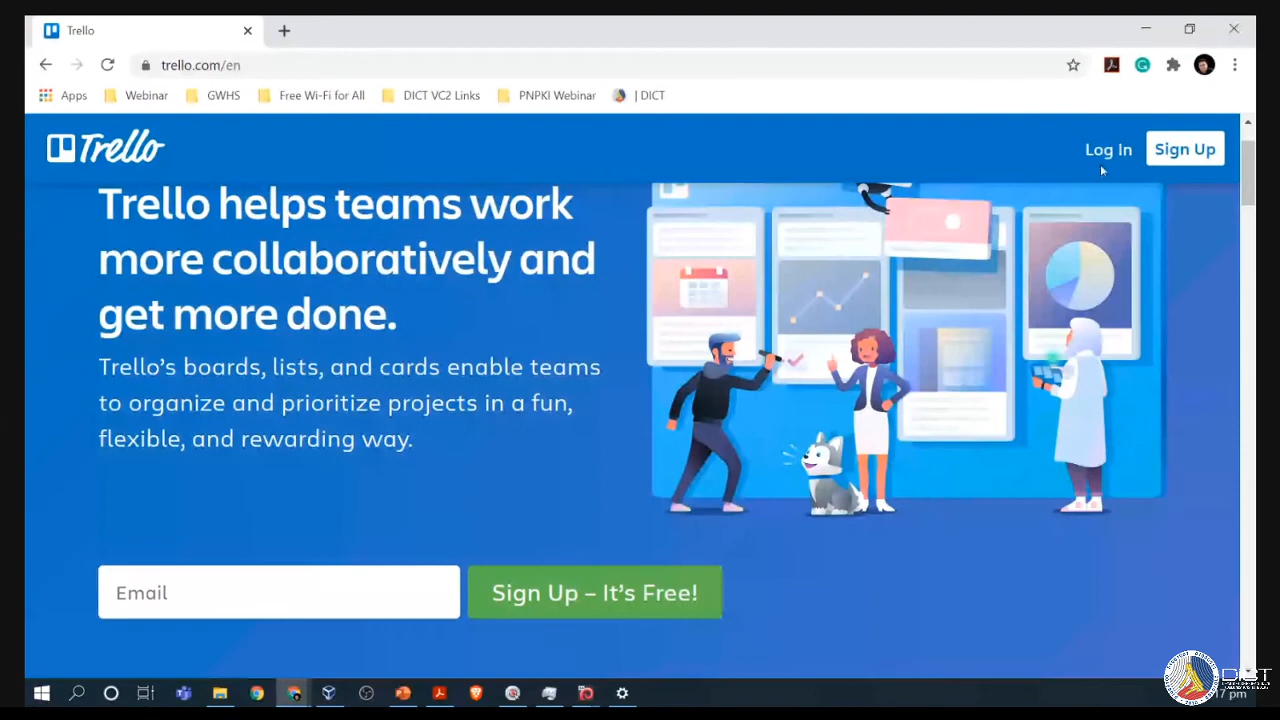 Trello
trello.com/en
Apps
Webinar
GWHS
Free Wi-Fi for All
DICT VC2 Links
PNPKI Webinar
| DICT
Trello
Log In
Sign Up
Trello helps teams work
more collaboratively and
get more done.
Trello's boards, lists, and cards enable teams
to organize and prioritize projects in a fun,
flexible, and rewarding way.
Email
Sign Up – It's Free!
DICT
17 pm